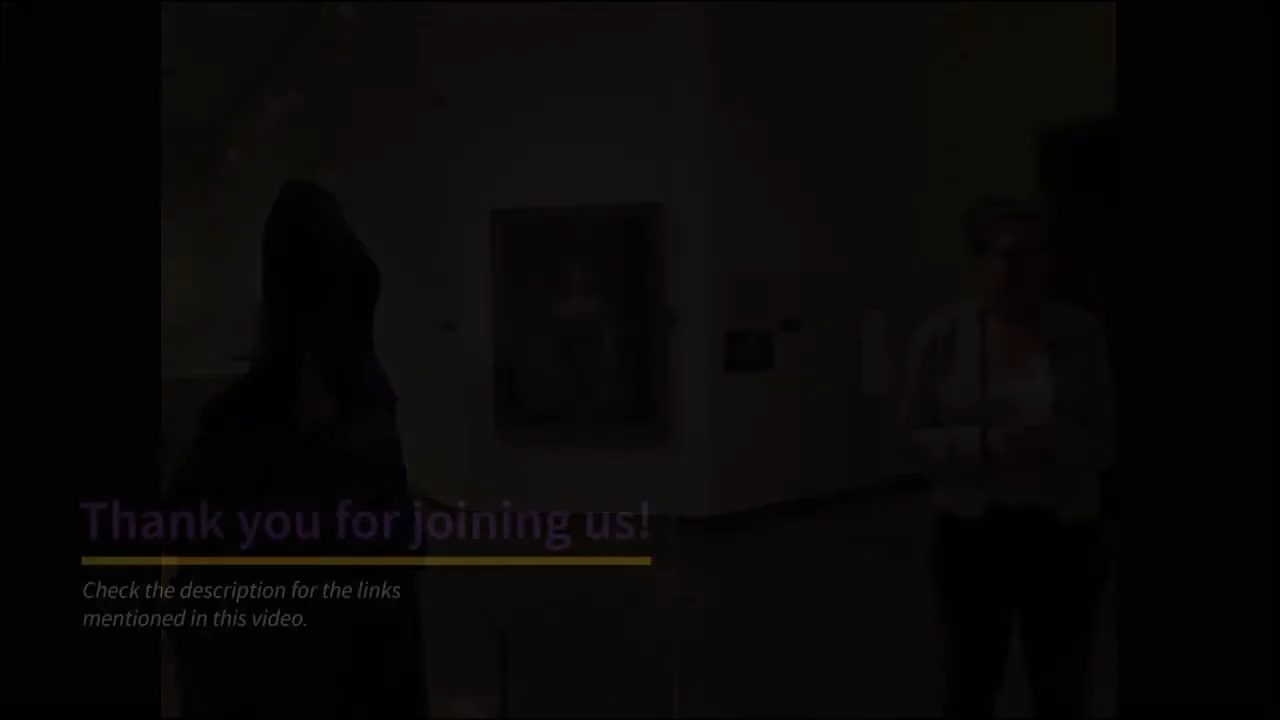 Thank you for joining us!
Check the description for the links
mentioned in this video.